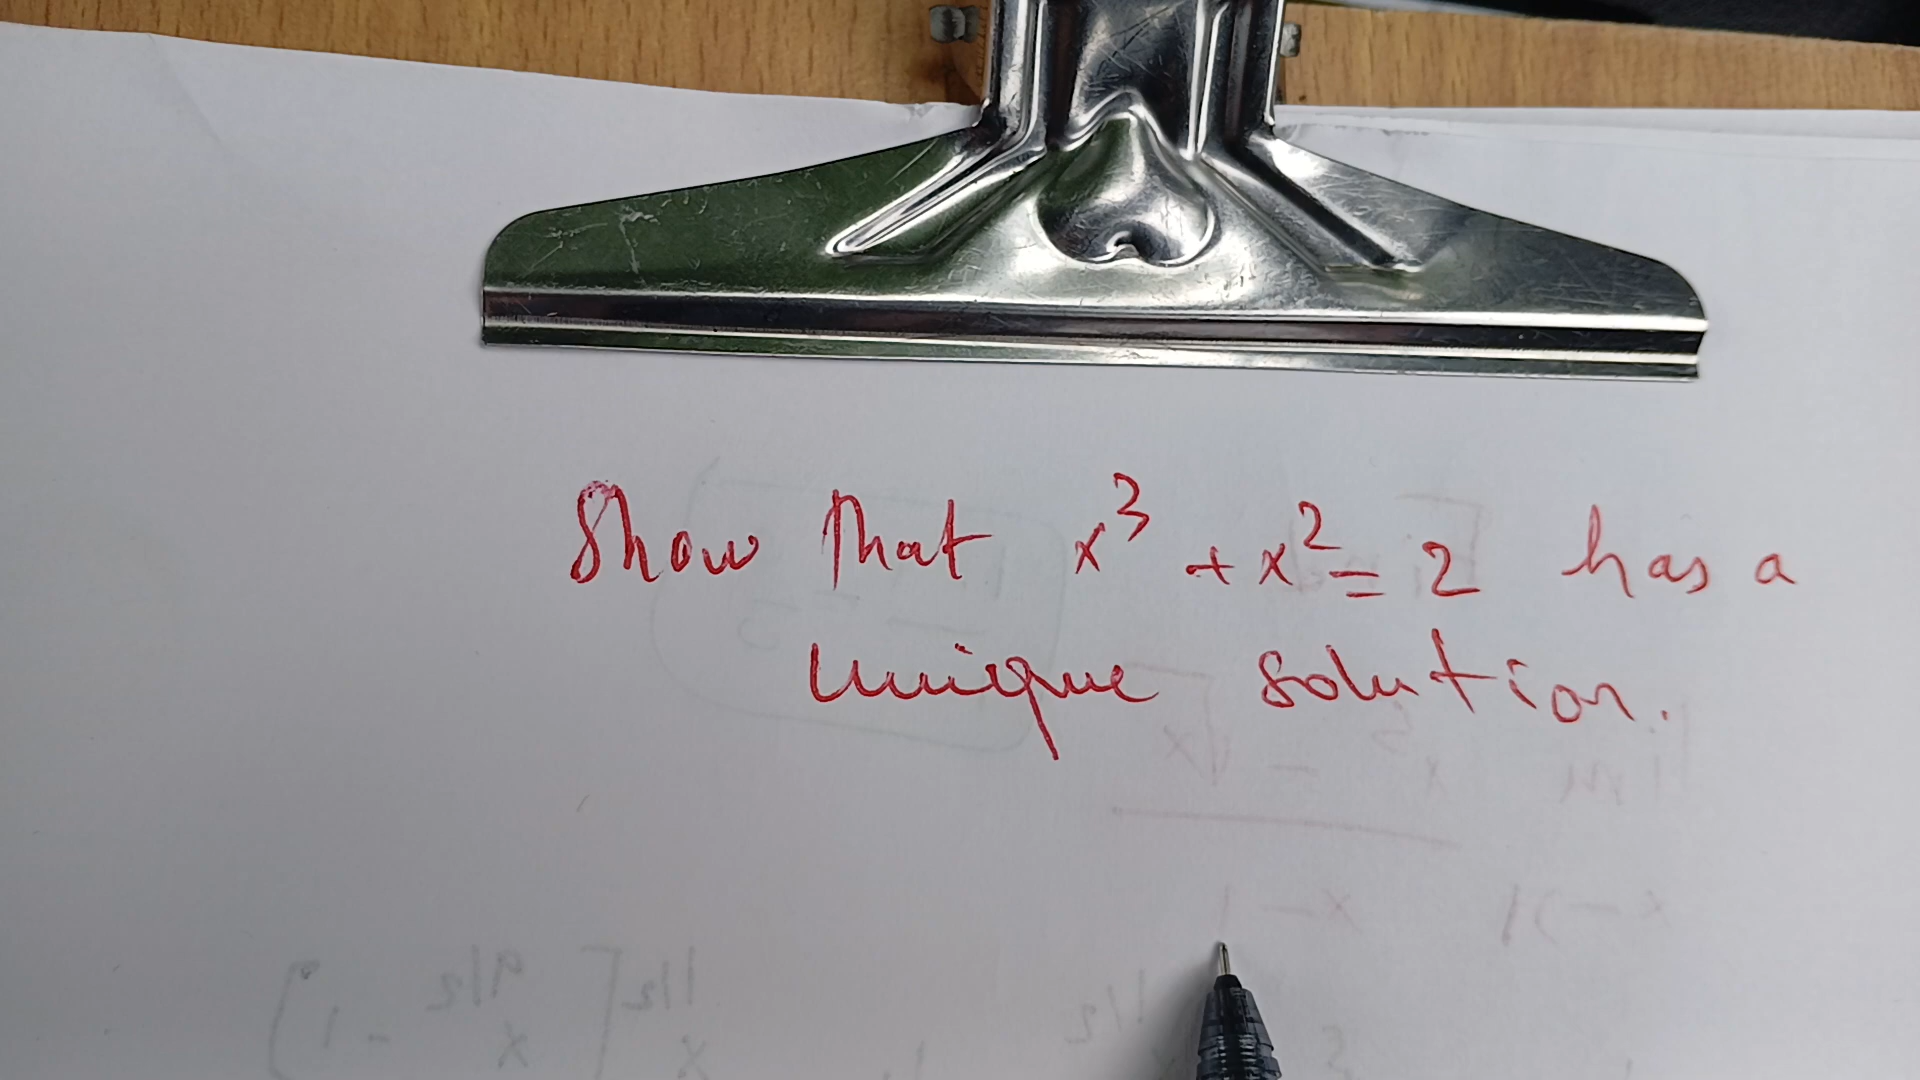 Show that x³ + x² = 2 has a
unique solution.